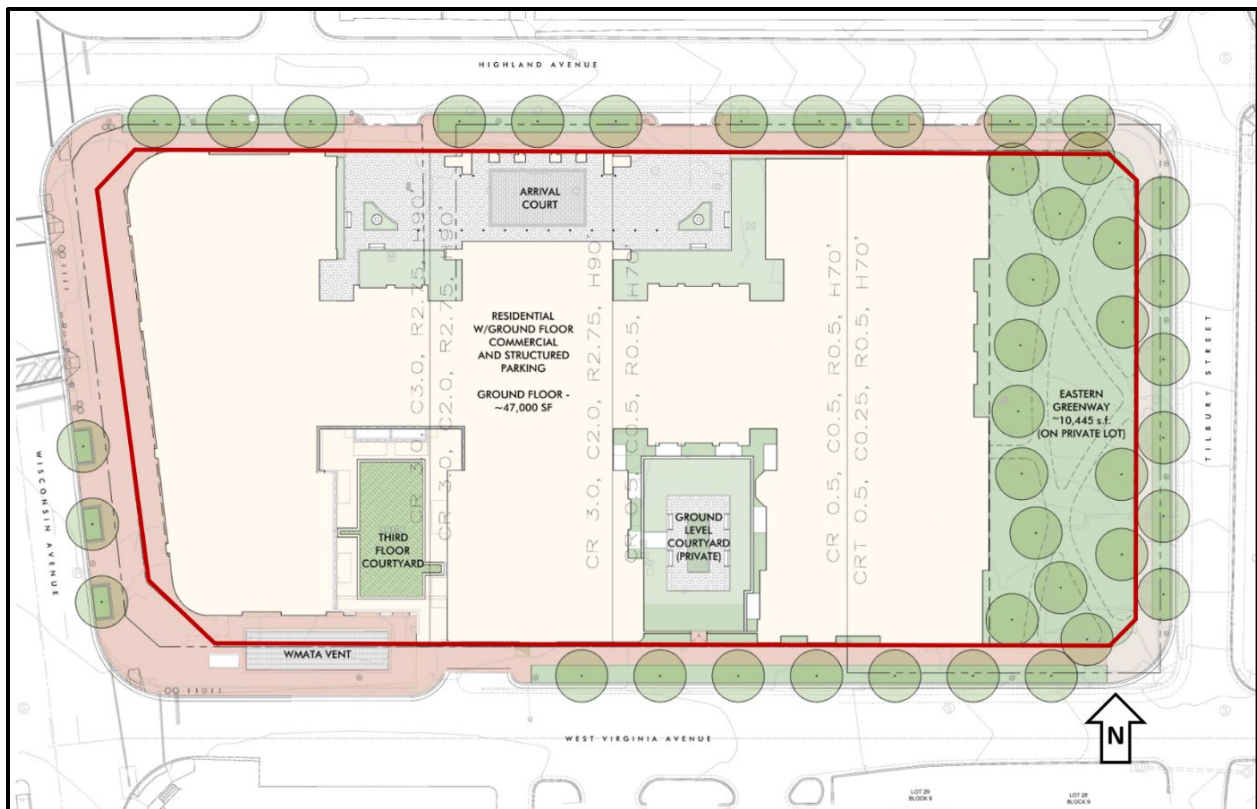 HIGHLAND AVENUE
ARRIVAL
COURT
RESIDENTIAL
W/GROUND FLOOR
COMMERCIAL
AND STRUCTURED
PARKING
GROUND FLOOR -
~47,000 SF
CR 3.0, C3.0, R2.75, H90'
CR 3.0, C2.0, R2.75, H90'
CR 3.0, C2.0, R2.75, H90'
CR 0.5, C0.5, R0.5, H70'
CR 0.5, C0.5, R0.5, H70'
CRT 0.5, C0.25, R0.5, H70'
EASTERN
GREENWAY
~10,445 s.f.
(ON PRIVATE LOT)
TILBURY STREET
WISCONSIN AVENUE
THIRD
FLOOR
COURTYARD
GROUND
LEVEL
COURTYARD
(PRIVATE)
WMATA VENT
WEST VIRGINIA AVENUE
N
LOT 29
BLOCK 9
LOT 28
BLOCK 9